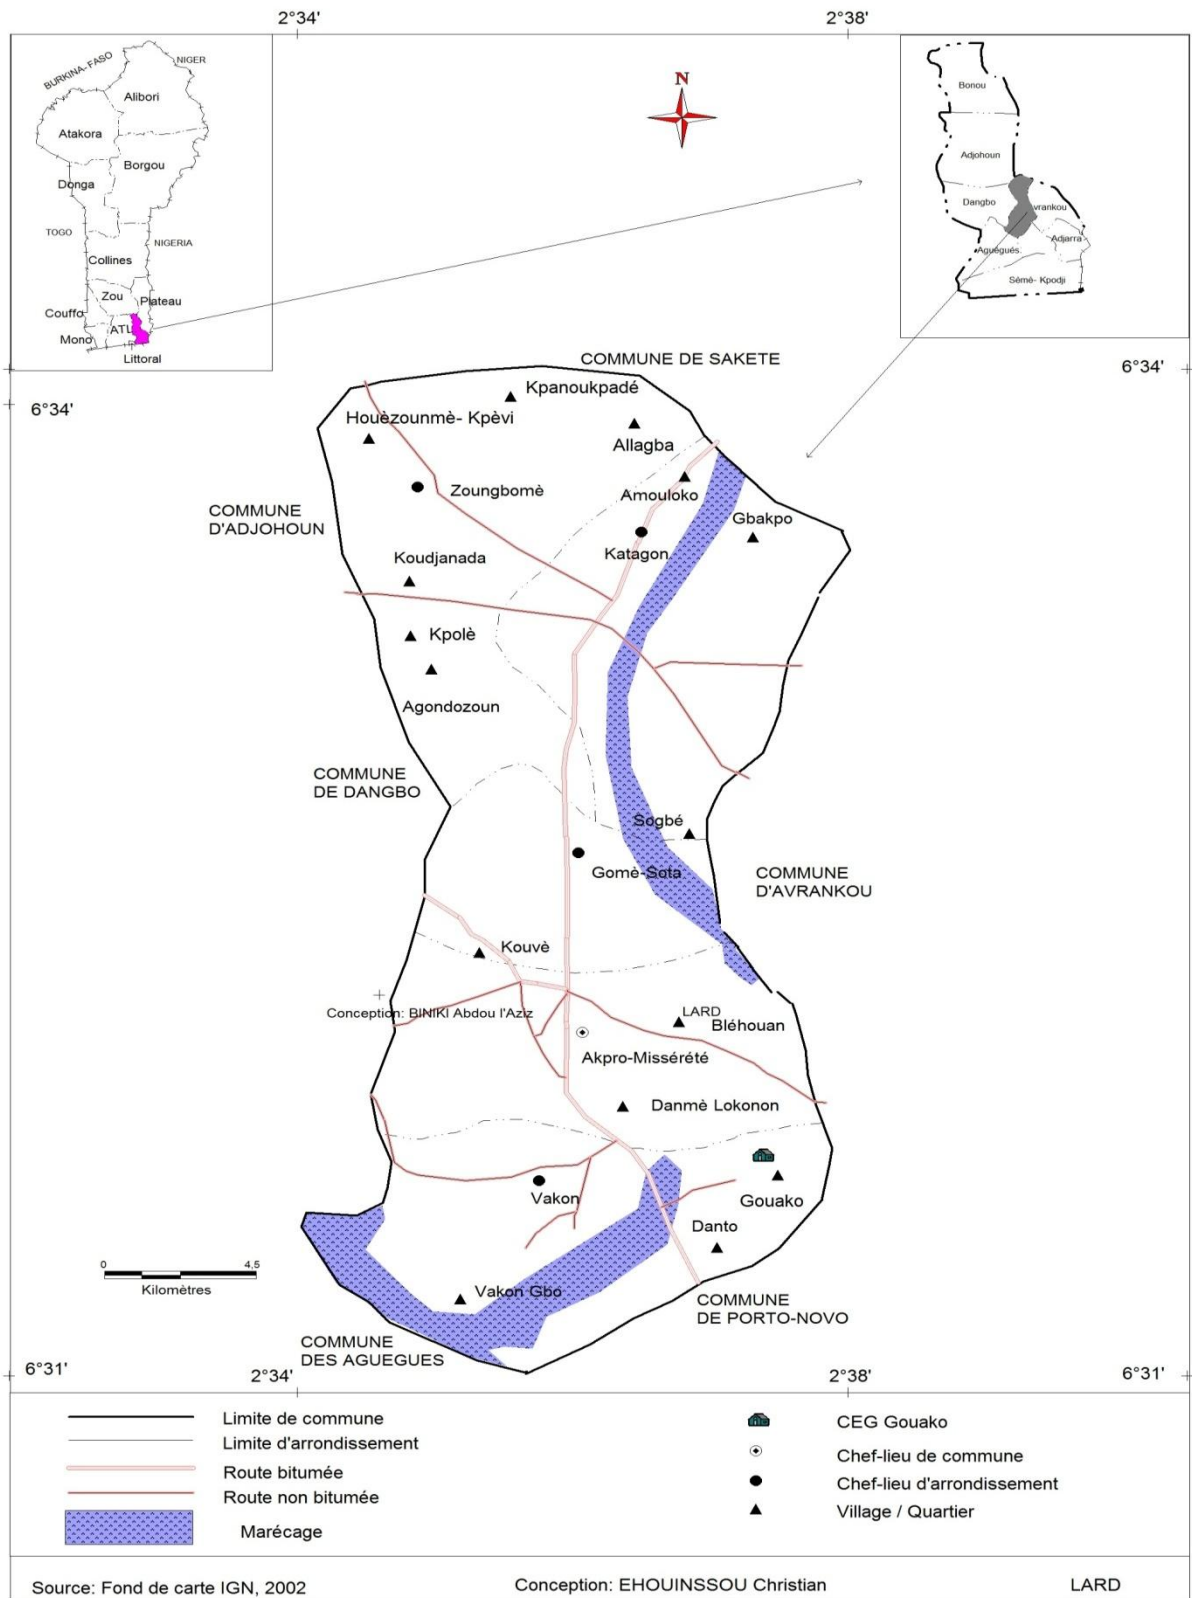 2°34'
2°38'
BURKINA- FASO
NIGER
Alibori
Atakora
Borgou
Donga
TOGO
NIGERIA
Collines
Zou
Plateau
Couffo
ATL
Mono
Littoral
N
Bonou
Adjohoun
Dangbo
vrankou
Adjarra
Aguégués
Sèmè- Kpodji
6°34'
6°34'
COMMUNE DE SAKETE
Kpanoukpadé
Houèzounmè- Kpèvi
Allagba
Zoungbomè
Amouloko
Gbakpo
COMMUNE
D'ADJOHOUN
Katagon
Koudjanada
Kpolè
Agondozoun
COMMUNE
DE DANGBO
Sogbé
Gomè-Sota
COMMUNE
D'AVRANKOU
Kouvè
Conception: BINIKI Abdou l'Aziz
LARD
Bléhouan
Akpro-Missérété
Danmè Lokonon
Vakon
Gouako
Danto
0
4,5
Kilomètres
Vakon Gbo
COMMUNE
DE PORTO-NOVO
COMMUNE
DES AGUEGUES
6°31'
2°34'
2°38'
6°31'
Limite de commune
Limite d'arrondissement
Route bitumée
Route non bitumée
Marécage
CEG Gouako
Chef-lieu de commune
Chef-lieu d'arrondissement
Village / Quartier
Source: Fond de carte IGN, 2002
Conception: EHOUINSSOU Christian
LARD